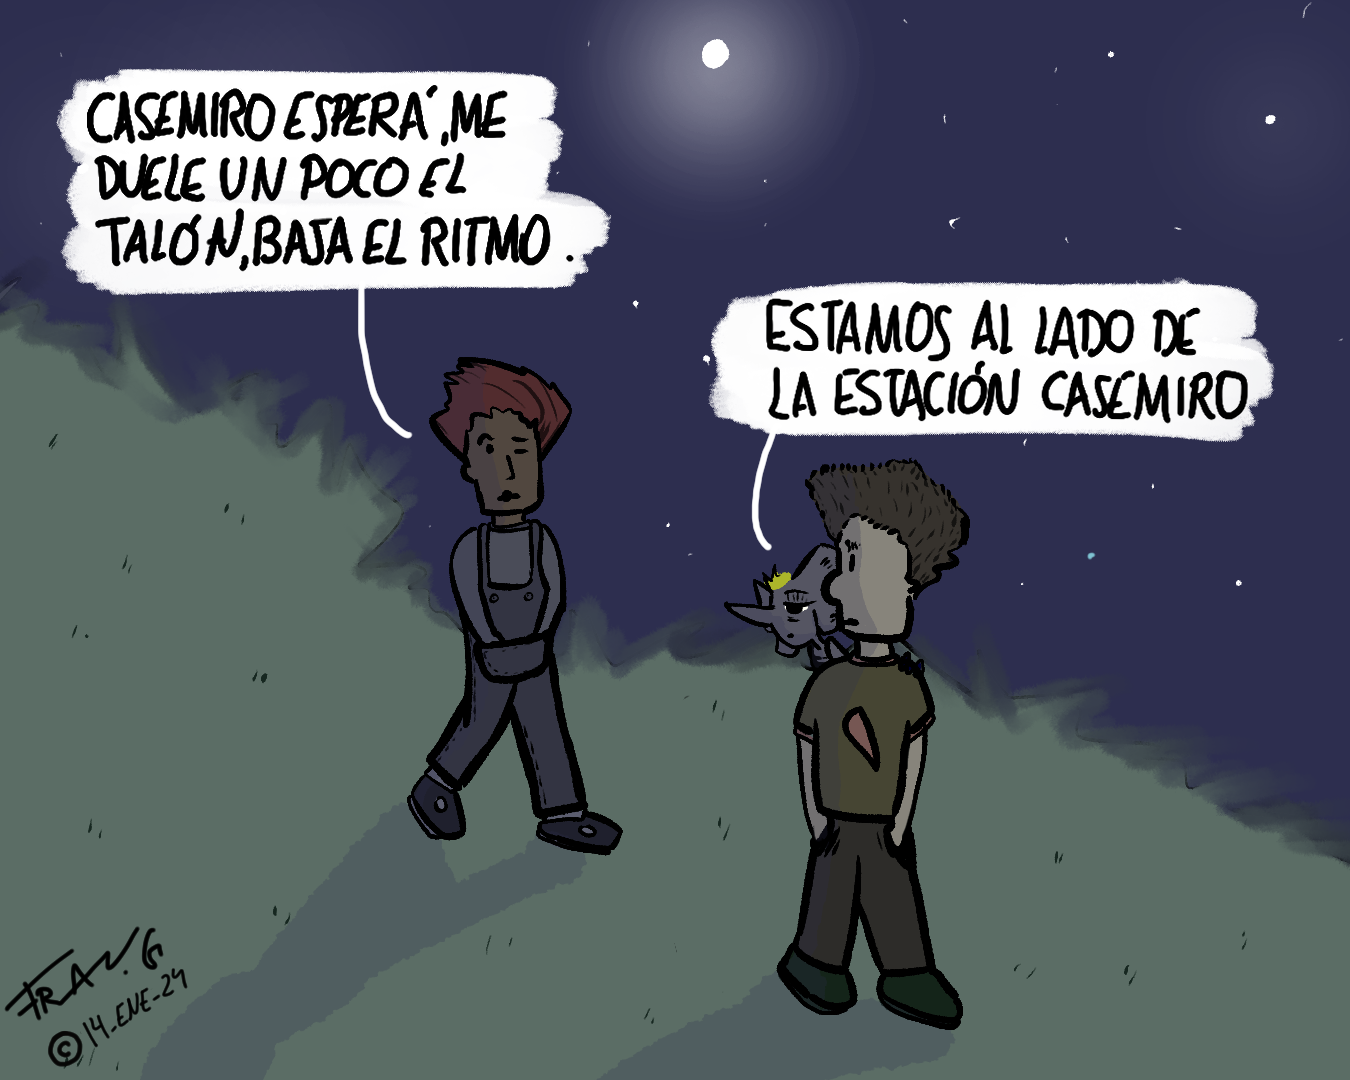 CASEMIRO ESPERÁ, ME
DUELE UN POCO EL
TALÓN, BAJA EL RITMO.
ESTAMOS AL LADO DE
LA ESTACIÓN CASEMIRO
FRAN.G
© 14-ENE-24